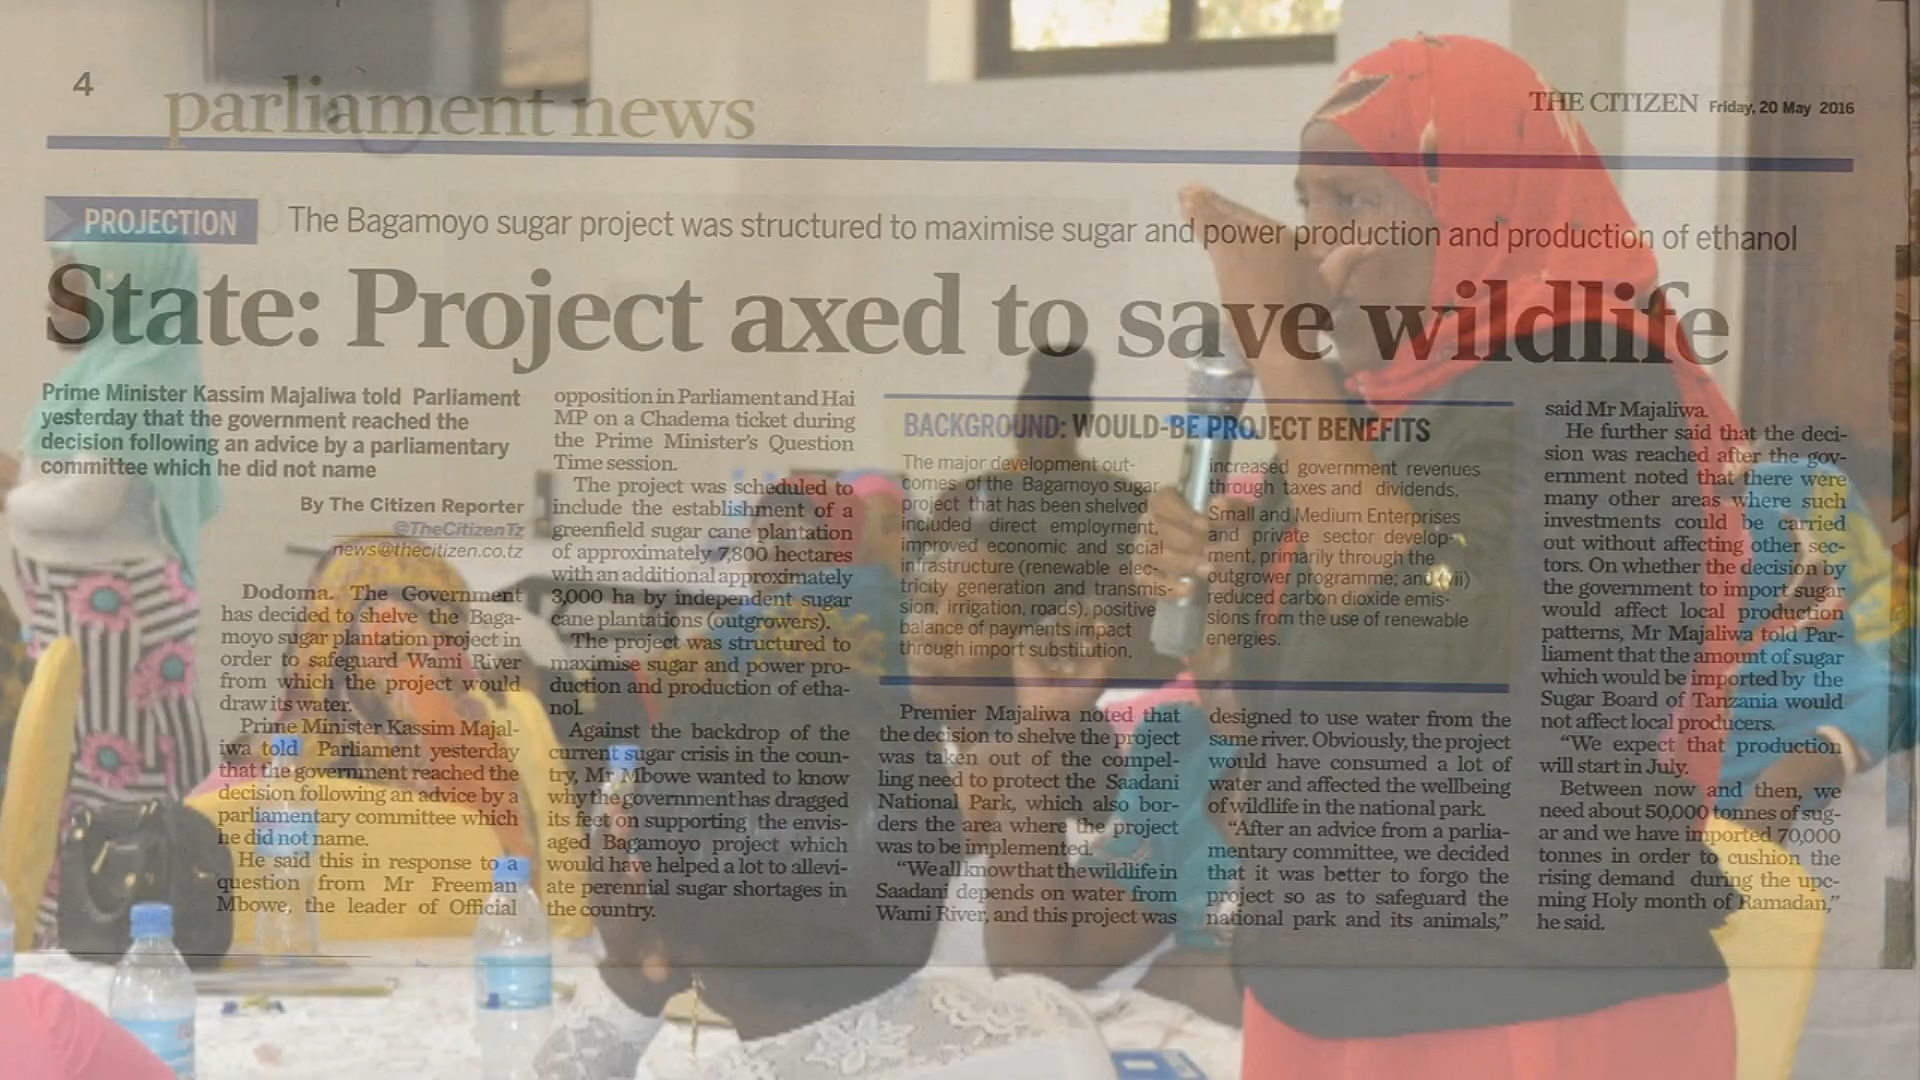 4
parliament news
THE CITIZEN Friday, 20 May 2016
PROJECTION
The Bagamoyo sugar project was structured to maximise sugar and power production and production of ethanol
State: Project axed to save wildlife
Prime Minister Kassim Majaliwa told Parliament
yesterday that the government reached the
decision following an advice by a parliamentary
committee which he did not name
By The Citizen Reporter
@TheCitizenTz
news@thecitizen.co.tz
Dodoma. The Government
has decided to shelve the Baga-
moyo sugar plantation project in
order to safeguard Wami River
from which the project would
draw its water.
Prime Minister Kassim Majal-
iwa told Parliament yesterday
that the government reached the
decision following an advice by a
parliamentary committee which
he did not name.
He said this in response to a
question from Mr Freeman
Mbowe, the leader of Official
opposition in Parliament and Hai
MP on a Chadema ticket during
the Prime Minister's Question
Time session.
The project was scheduled to
include the establishment of a
greenfield sugar cane plantation
of approximately 7,800 hectares
with an additional approximately
3,000 ha by independent sugar
cane plantations (outgrowers).
The project was structured to
maximise sugar and power pro-
duction and production of etha-
nol.
Against the backdrop of the
current sugar crisis in the coun-
try, Mr Mbowe wanted to know
why the government has dragged
its feet on supporting the envis-
aged Bagamoyo project which
would have helped a lot to allevi-
ate perennial sugar shortages in
the country.
BACKGROUND: WOULD-BE PROJECT BENEFITS
The major development out-
comes of the Bagamoyo sugar
project that has been shelved
included direct employment,
improved economic and social
infrastructure (renewable elec-
tricity generation and transmis-
sion, irrigation, roads), positive
balance of payments impact
through import substitution,
increased government revenues
through taxes and dividends,
Small and Medium Enterprises
and private sector develop-
ment, primarily through the
outgrower programme; and (vii)
reduced carbon dioxide emis-
sions from the use of renewable
energies.
Premier Majaliwa noted that
the decision to shelve the project
was taken out of the compel-
ling need to protect the Saadani
National Park, which also bor-
ders the area where the project
was to be implemented.
"We all know that the wildlife in
Saadani depends on water from
Wami River, and this project was
designed to use water from the
same river. Obviously, the project
would have consumed a lot of
water and affected the wellbeing
of wildlife in the national park.
"After an advice from a parlia-
mentary committee, we decided
that it was better to forgo the
project so as to safeguard the
national park and its animals,"
said Mr Majaliwa.
He further said that the deci-
sion was reached after the gov-
ernment noted that there were
many other areas where such
investments could be carried
out without affecting other sec-
tors. On whether the decision by
the government to import sugar
would affect local production
patterns, Mr Majaliwa told Par-
liament that the amount of sugar
which would be imported by the
Sugar Board of Tanzania would
not affect local producers.
"We expect that production
will start in July.
Between now and then, we
need about 50,000 tonnes of sug-
ar and we have imported 70,000
tonnes in order to cushion the
rising demand during the upc-
ming Holy month of Ramadan,"
he said.